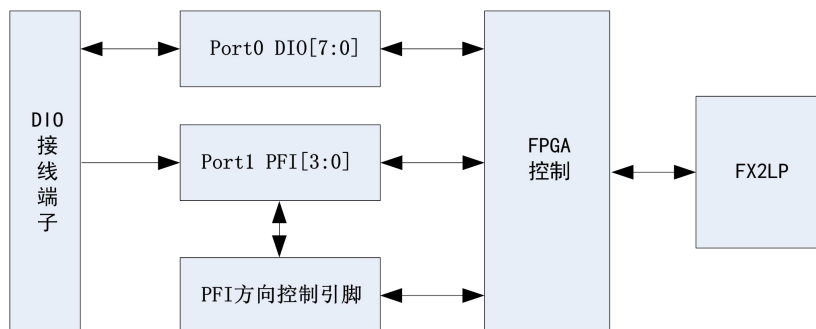 DIO
接
线
端
子
Port0 DIO[7:0]
Port1 PFI[3:0]
PFI方向控制引脚
FPGA
控制
FX2LP